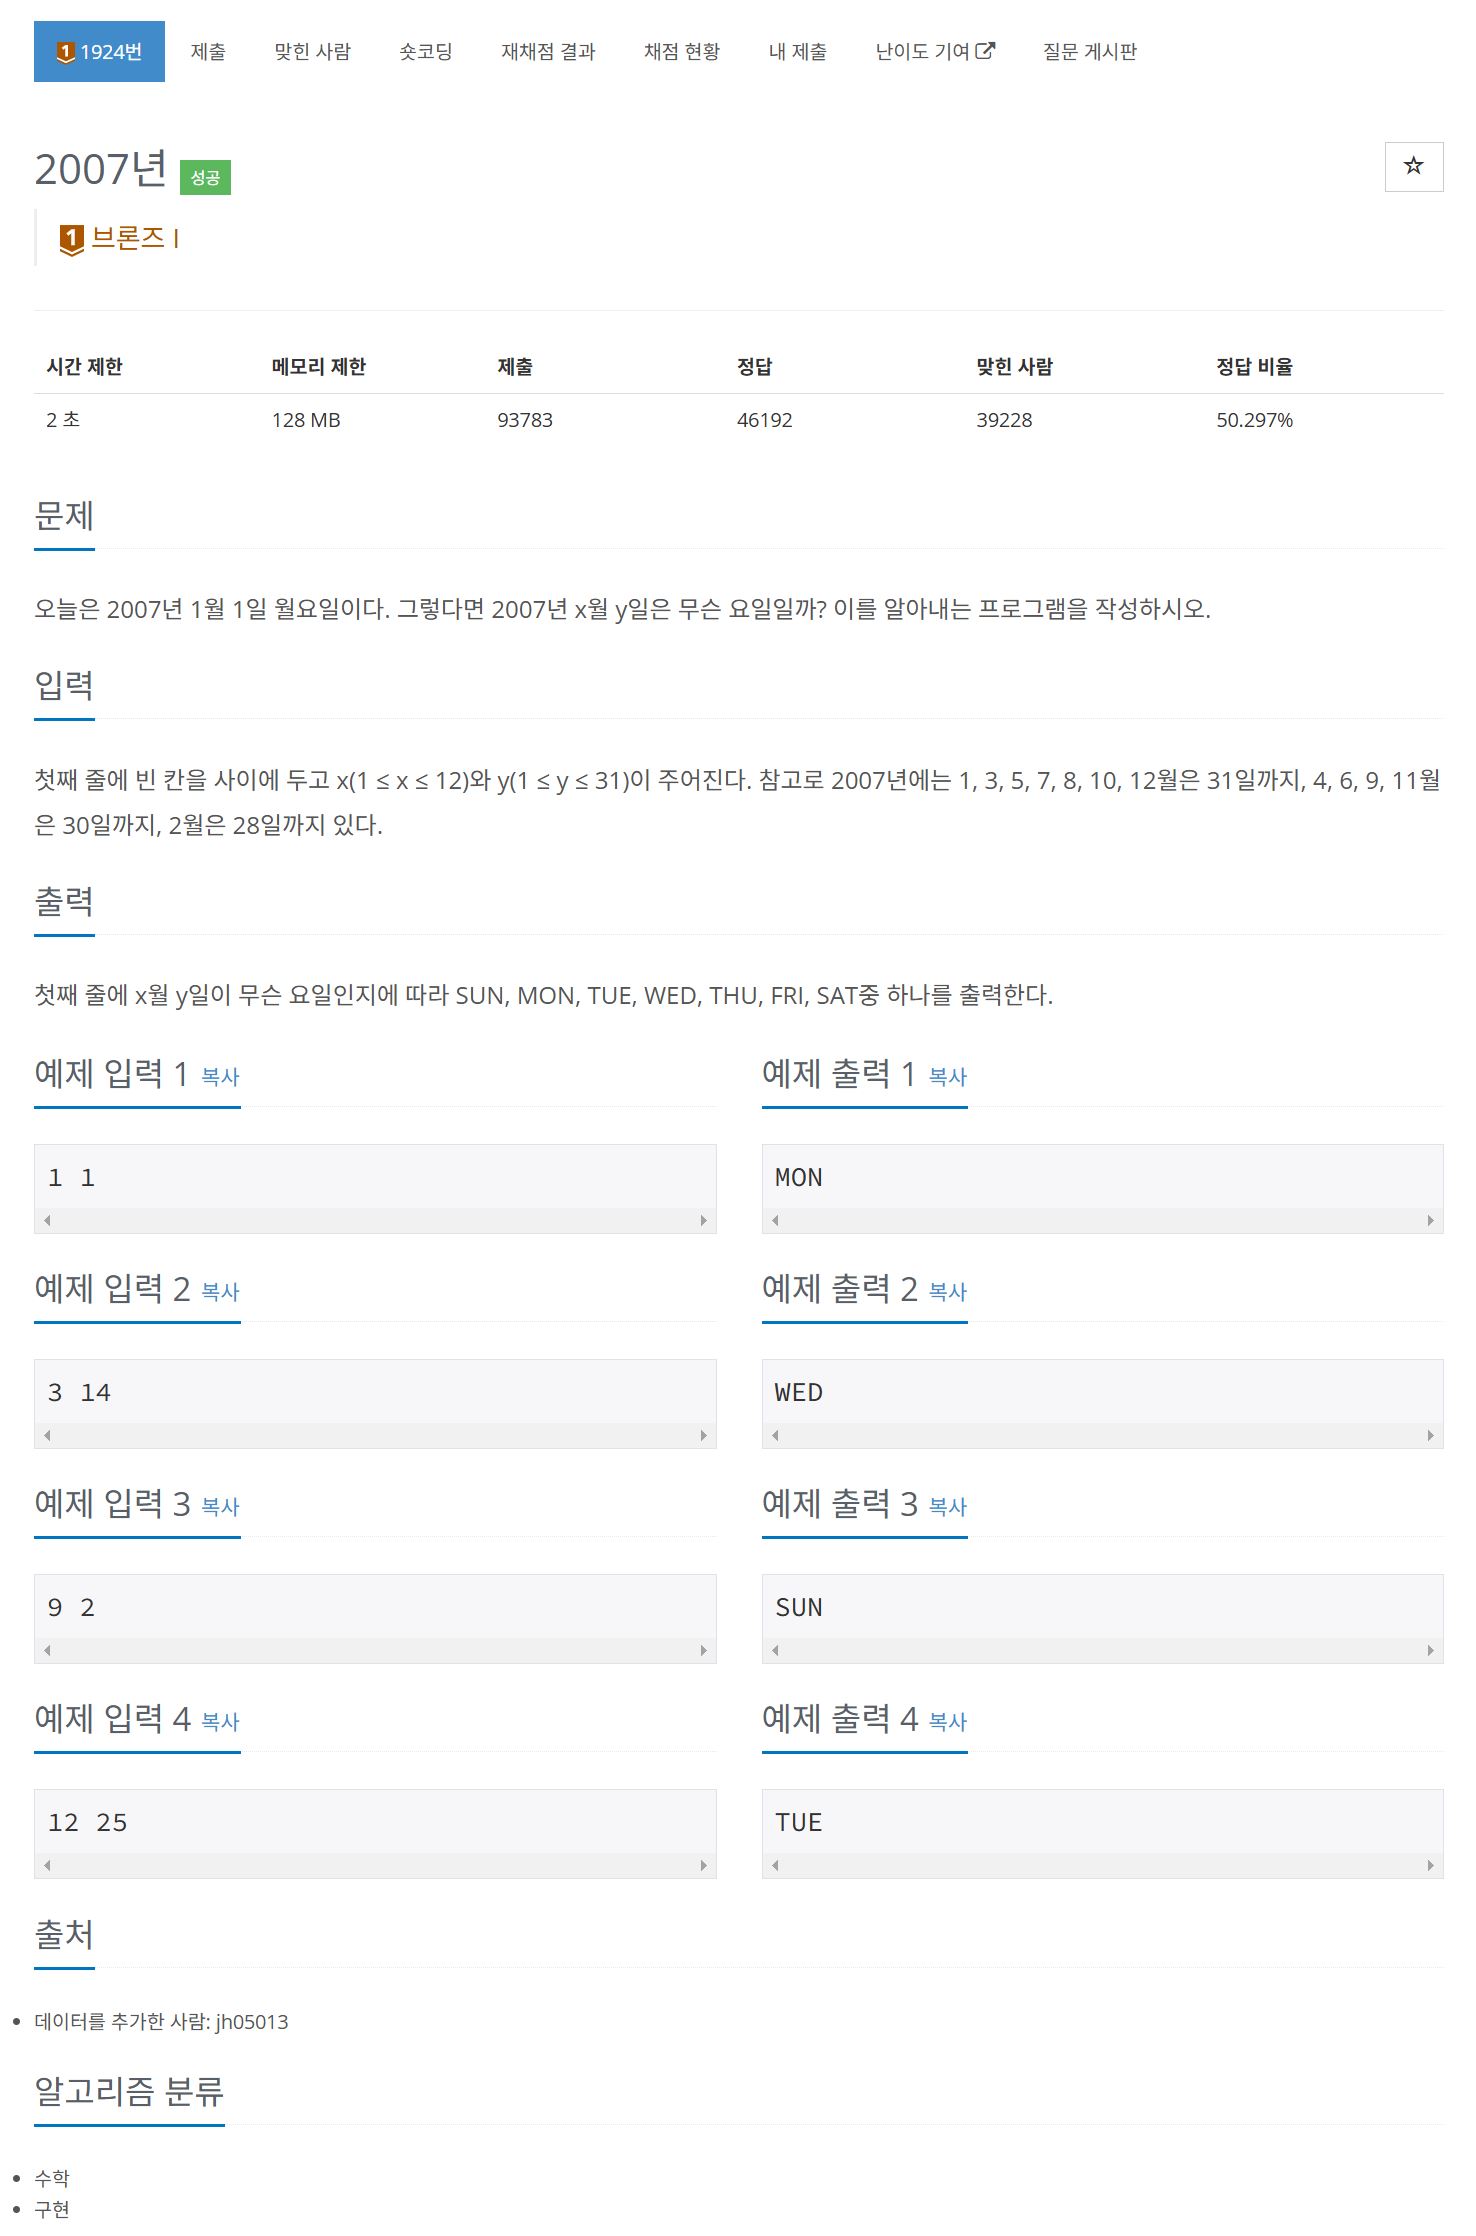 1 1924번 제출 맞힌 사람 숏코딩 재채점 결과 채점 현황 내 제출 난이도 기여 질문 게시판
2007년 성공
1 브론즈 I
시간 제한 메모리 제한 제출 정답 맞힌 사람 정답 비율
2 초 128 MB 93783 46192 39228 50.297%
문제
오늘은 2007년 1월 1일 월요일이다. 그렇다면 2007년 x월 y일은 무슨 요일일까? 이를 알아내는 프로그램을 작성하시오.
입력
첫째 줄에 빈 칸을 사이에 두고 x(1 ≤ x ≤ 12)와 y(1 ≤ y ≤ 31)이 주어진다. 참고로 2007년에는 1, 3, 5, 7, 8, 10, 12월은 31일까지, 4, 6, 9, 11월
은 30일까지, 2월은 28일까지 있다.
출력
첫째 줄에 x월 y일이 무슨 요일인지에 따라 SUN, MON, TUE, WED, THU, FRI, SAT중 하나를 출력한다.
예제 입력 1 복사 예제 출력 1 복사
1 1 MON
예제 입력 2 복사 예제 출력 2 복사
3 14 WED
예제 입력 3 복사 예제 출력 3 복사
9 2 SUN
예제 입력 4 복사 예제 출력 4 복사
12 25 TUE
출처
데이터를 추가한 사람: jh05013
알고리즘 분류
수학
구현